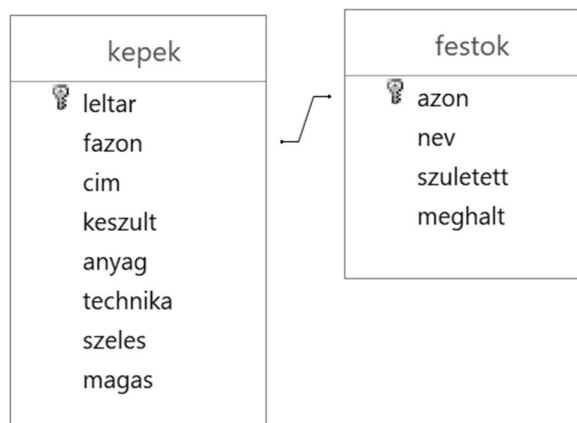 kepek
leltar
fazon
cim
keszult
anyag
technika
szeles
magas
festok
azon
nev
szuletett
meghalt